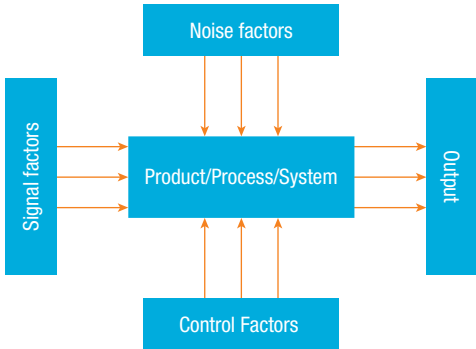 Noise factors
Signal factors
Product/Process/System
Output
Control Factors